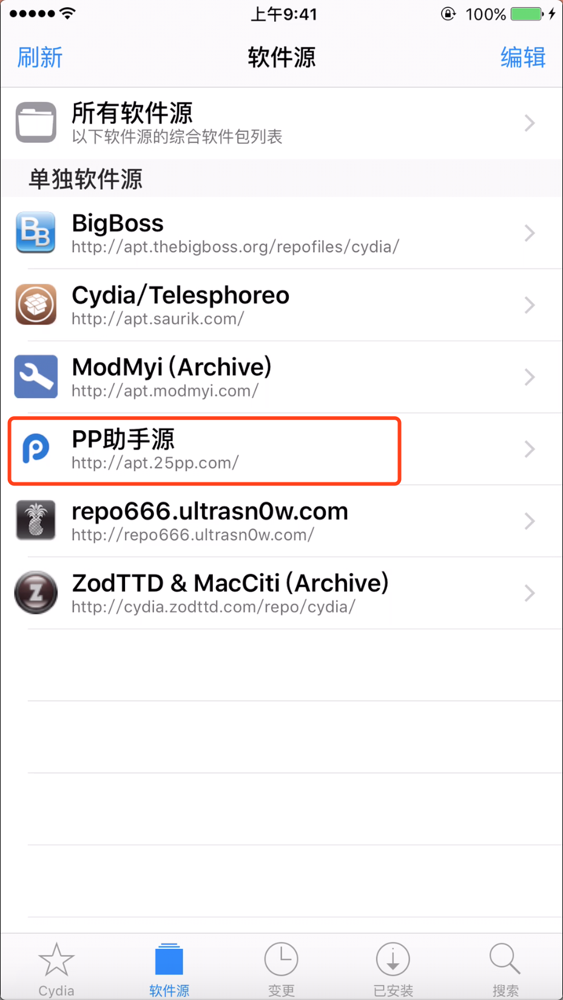 上午9:41
100%
刷新
软件源
编辑
所有软件源
以下软件源的综合软件包列表
单独软件源
BigBoss
http://apt.thebigboss.org/repofiles/cydia/
Cydia/Telesphoreo
http://apt.saurik.com/
ModMyi (Archive)
http://apt.modmyi.com/
PP助手源
http://apt.25pp.com/
repo666.ultrasn0w.com
http://repo666.ultrasn0w.com/
ZodTTD & MacCiti (Archive)
http://cydia.zodttd.com/repo/cydia/
Cydia
软件源
变更
已安装
搜索